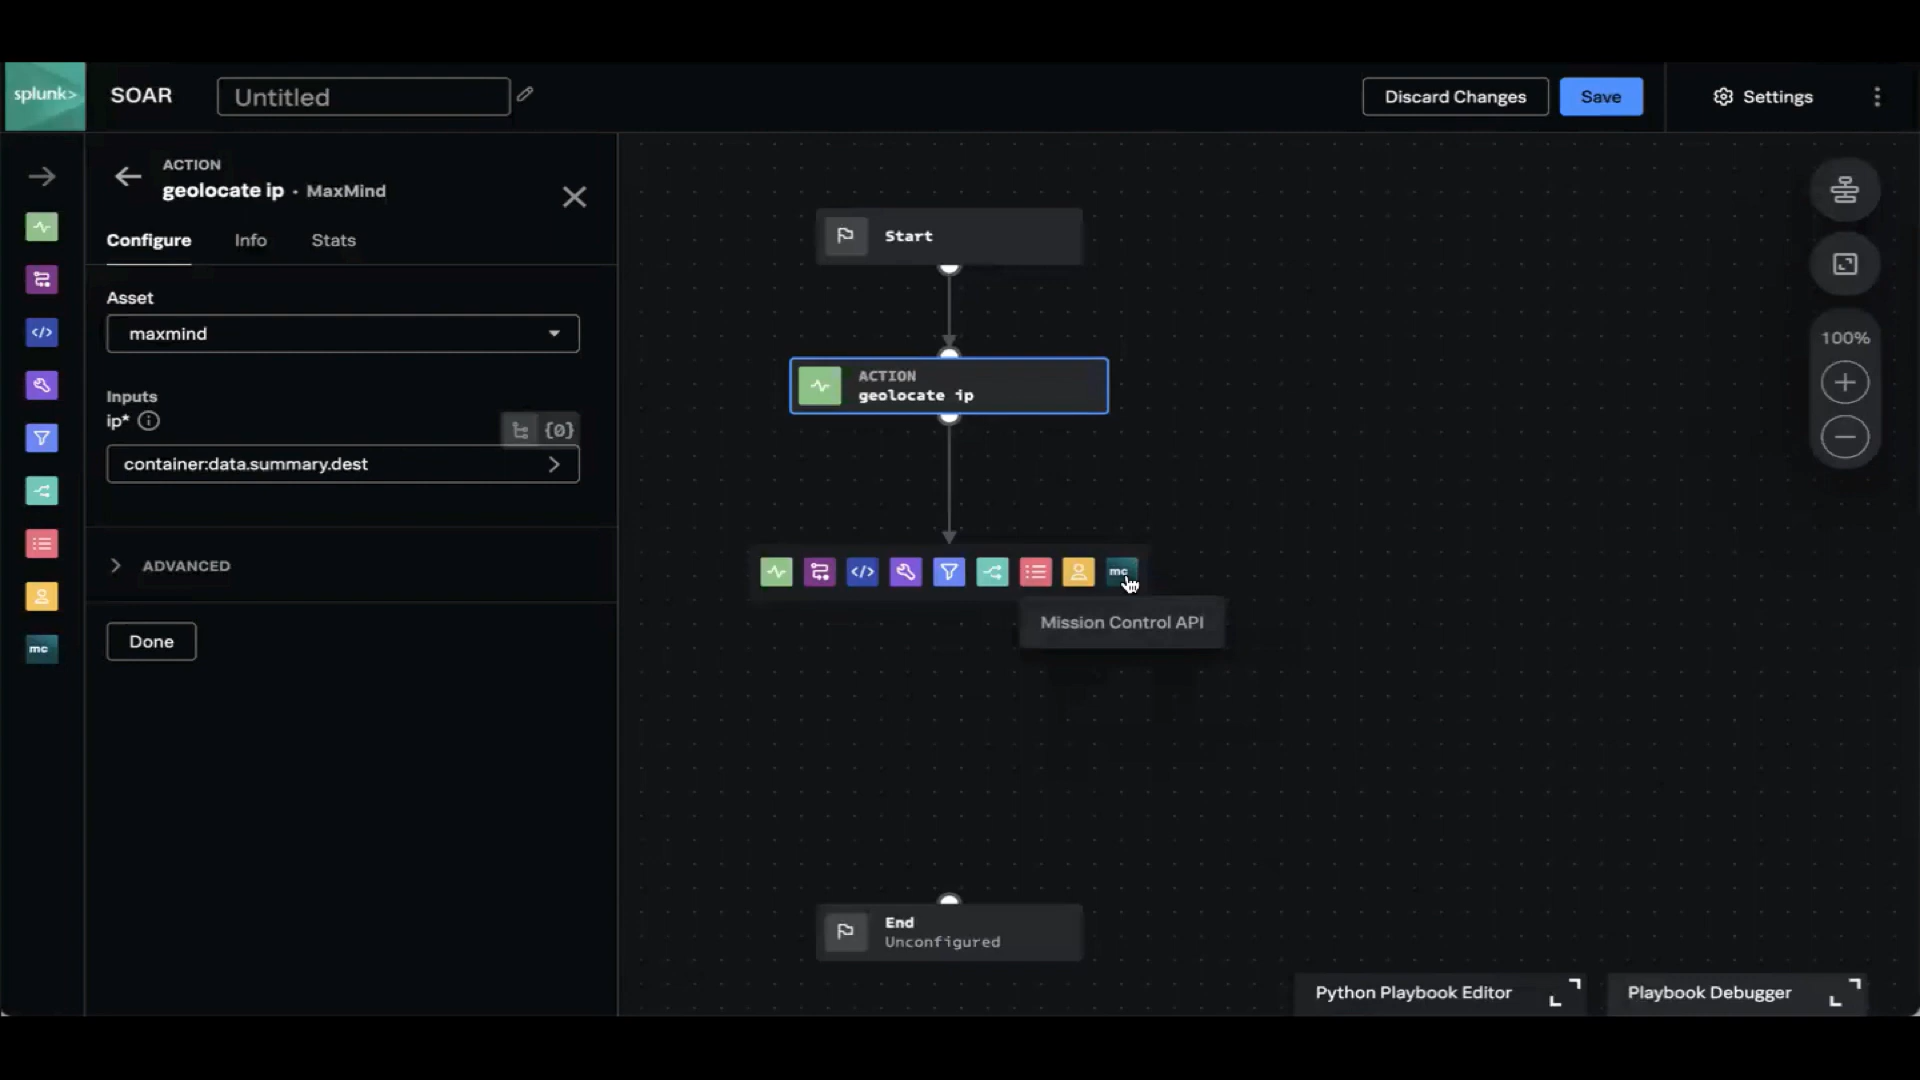 splunk>
SOAR
Untitled
Discard Changes
Save
Settings
ACTION
geolocate ip · MaxMind
Configure
Info
Stats
Asset
maxmind
Inputs
ip*
{0}
container:data.summary.dest
ADVANCED
Done
mc
Start
ACTION
geolocate ip
mc
Mission Control API
End
Unconfigured
100%
Python Playbook Editor
Playbook Debugger